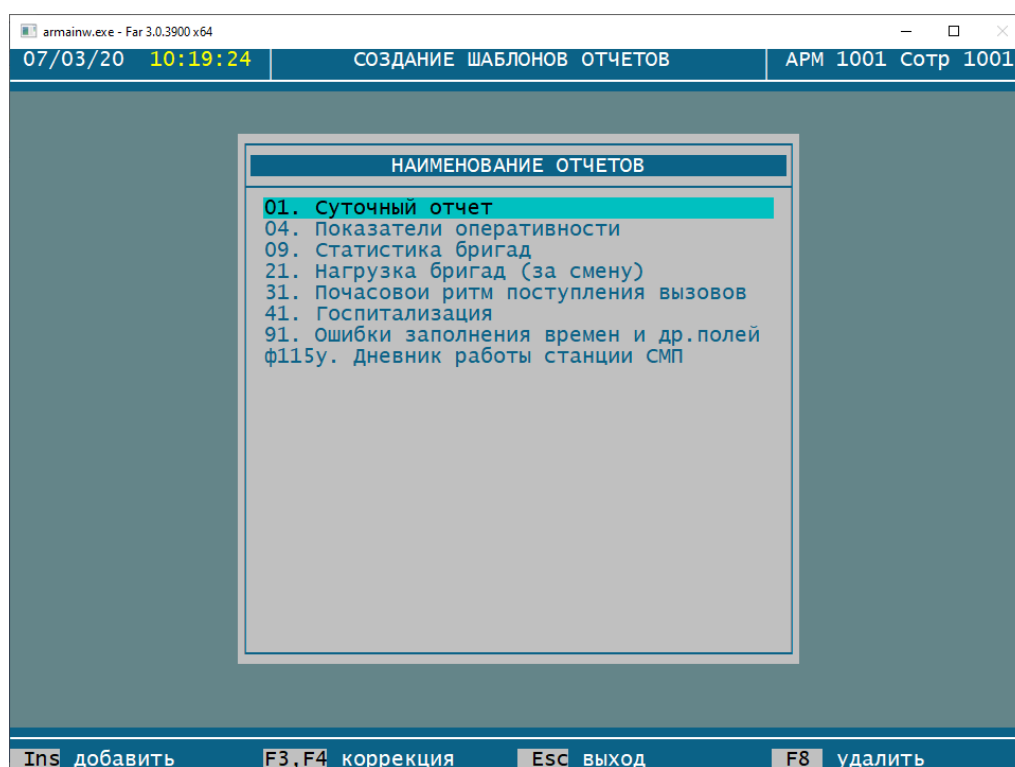 armainw.exe - Far 3.0.3900 x64
07/03/20 10:19:24 СОЗДАНИЕ ШАБЛОНОВ ОТЧЕТОВ АРМ 1001 Сотр 1001
НАИМЕНОВАНИЕ ОТЧЕТОВ
01. Суточный отчет
04. Показатели оперативности
09. Статистика бригад
21. Нагрузка бригад (за смену)
31. Почасовои ритм поступления вызовов
41. Госпитализация
91. Ошибки заполнения времен и др.полей
ф115у. Дневник работы станции СМП
Ins добавить F3,F4 коррекция Esc выход F8 удалить